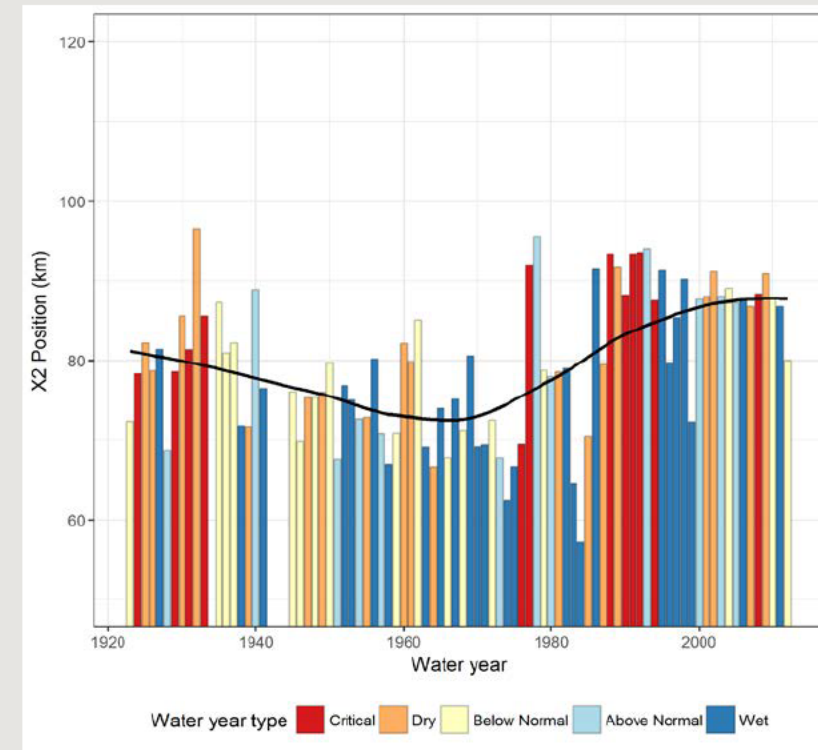 120
100
80
60
X2 Position (km)
1920 1940 1960 1980 2000
Water year
Water year type Critical Dry Below Normal Above Normal Wet